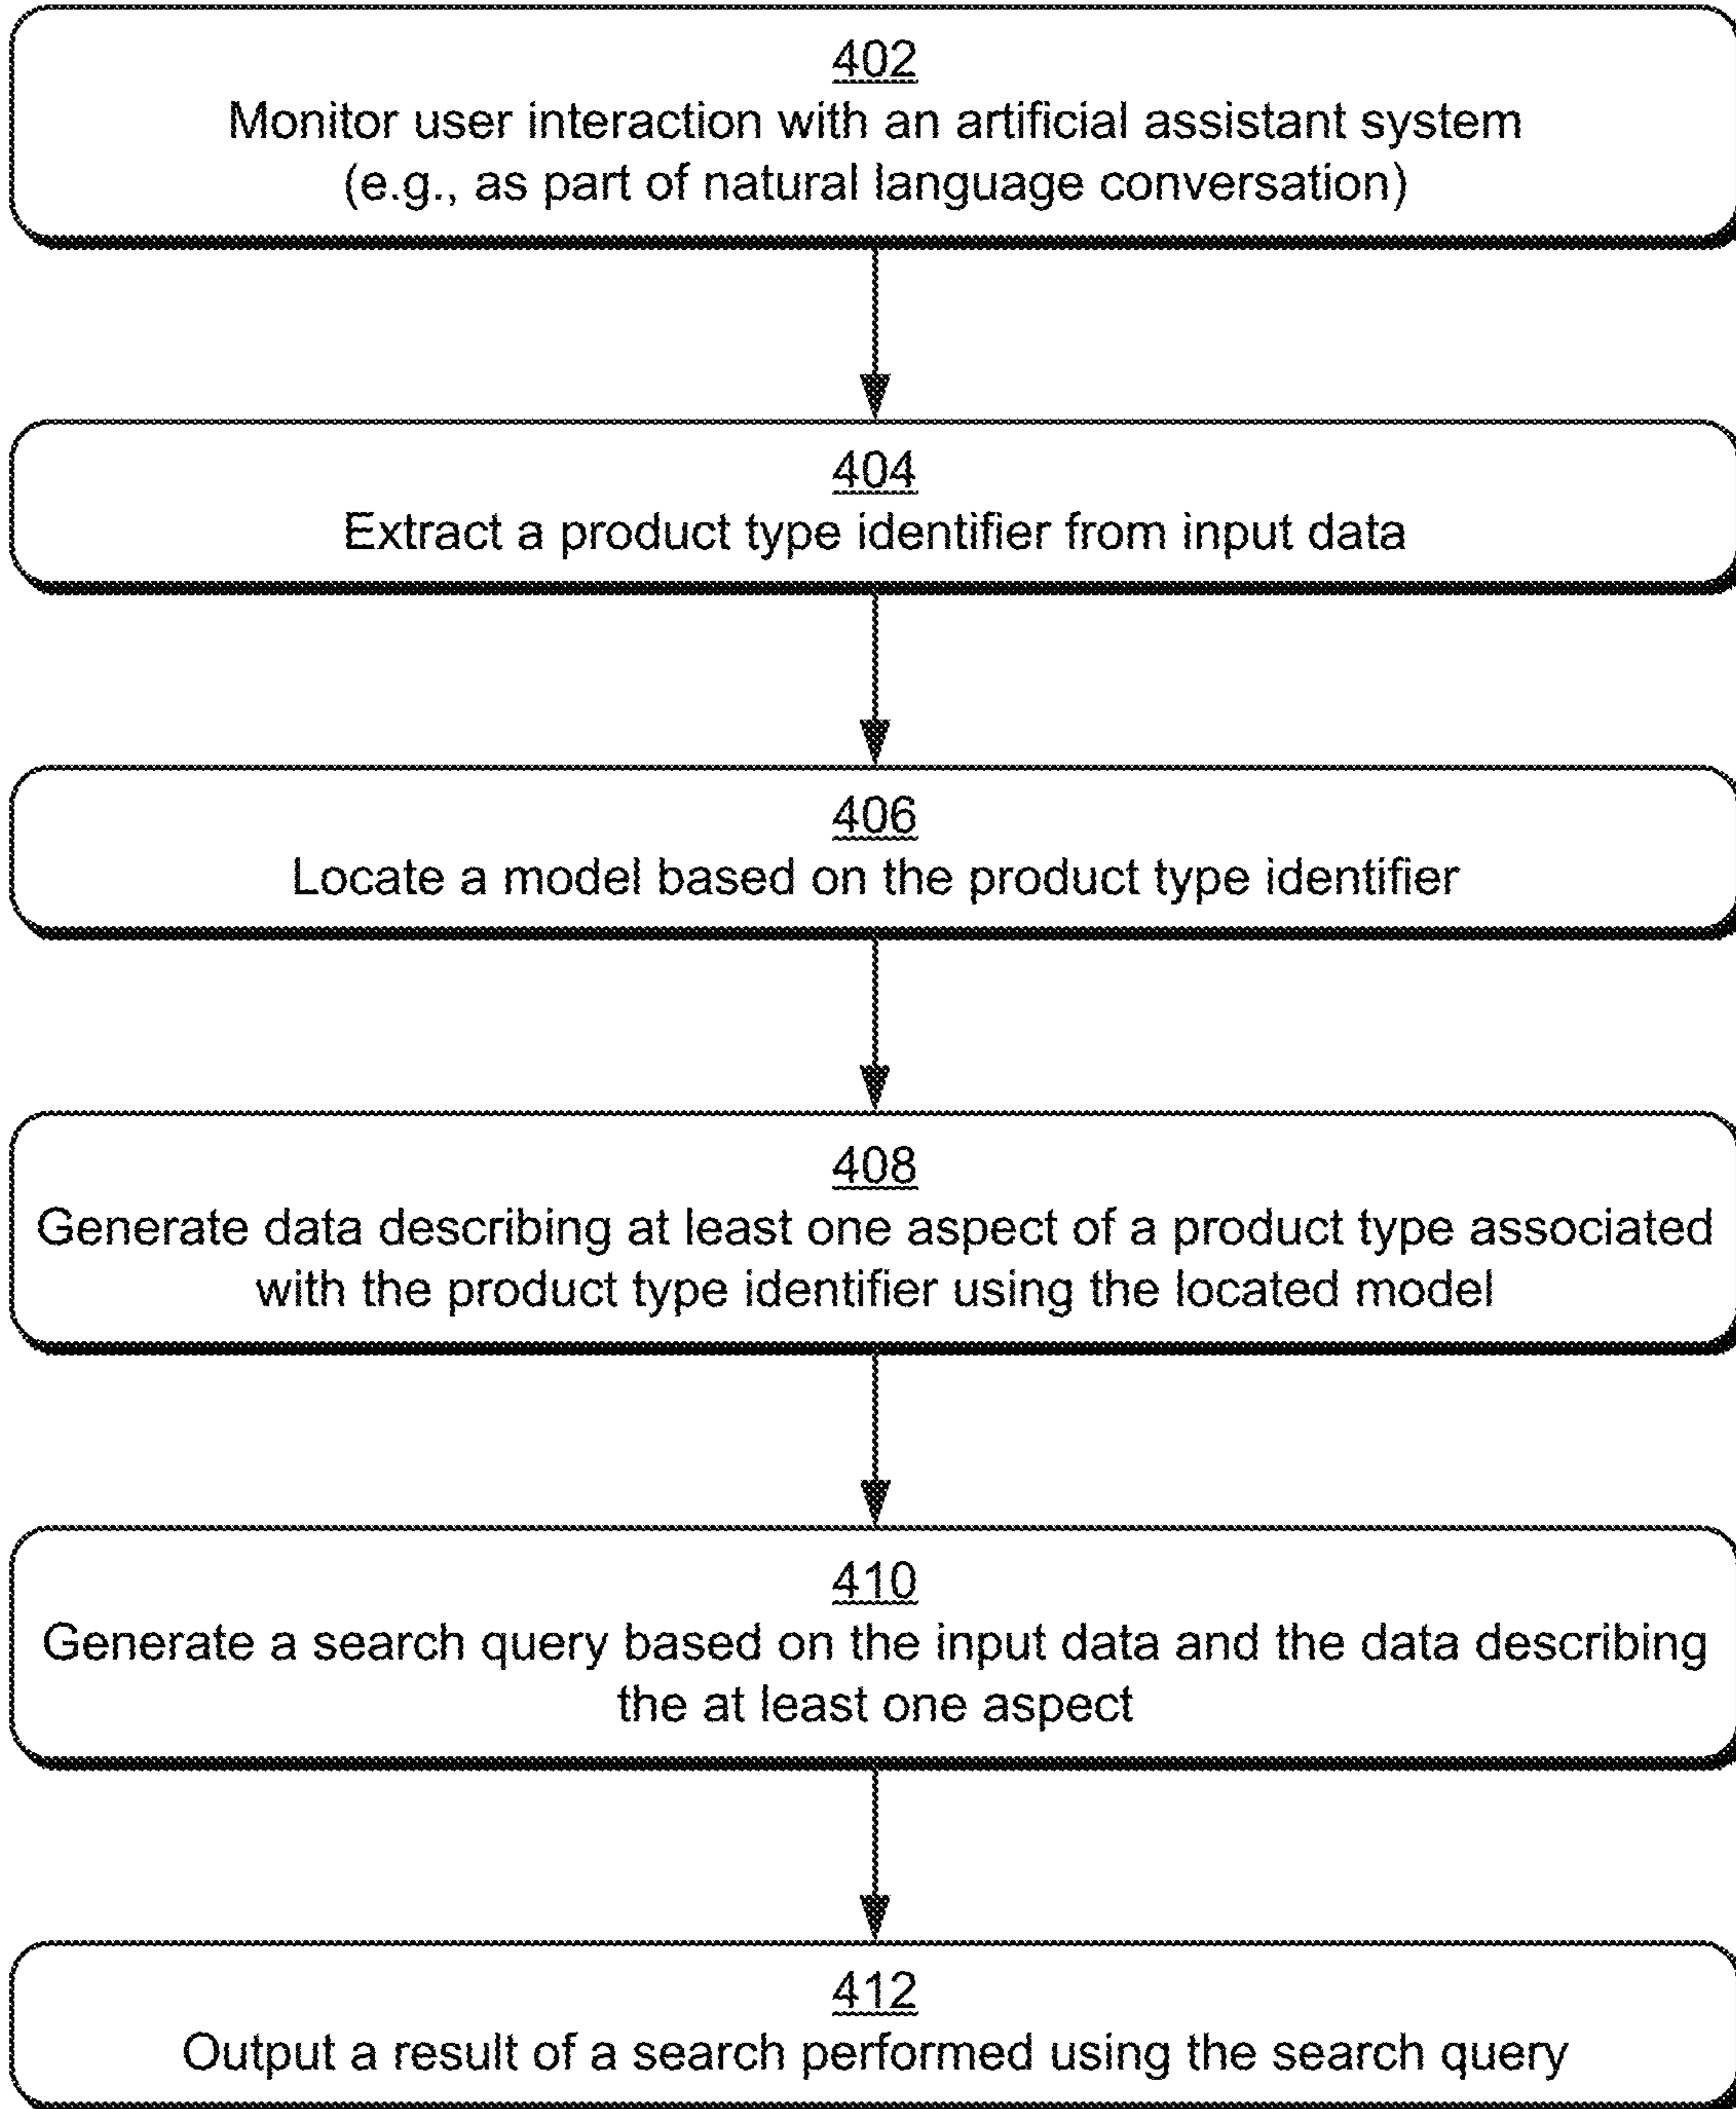 402
Monitor user interaction with an artificial assistant system
(e.g., as part of natural language conversation)
404
Extract a product type identifier from input data
406
Locate a model based on the product type identifier
408
Generate data describing at least one aspect of a product type associated
with the product type identifier using the located model
410
Generate a search query based on the input data and the data describing
the at least one aspect
412
Output a result of a search performed using the search query